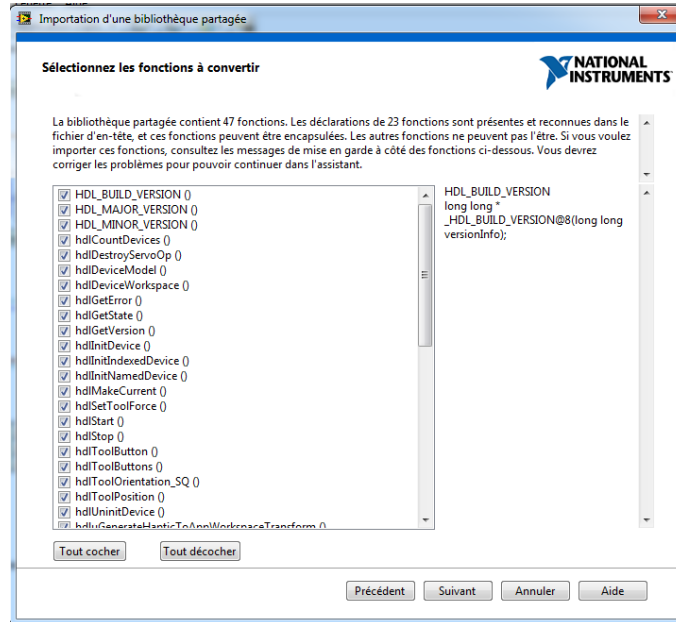 Importation d'une bibliothèque partagée
Sélectionnez les fonctions à convertir
NATIONAL
INSTRUMENTS
La bibliothèque partagée contient 47 fonctions. Les déclarations de 23 fonctions sont présentes et reconnues dans le
fichier d'en-tête, et ces fonctions peuvent être encapsulées. Les autres fonctions ne peuvent pas l'être. Si vous voulez
importer ces fonctions, consultez les messages de mise en garde à côté des fonctions ci-dessous. Vous devrez
corriger les problèmes pour pouvoir continuer dans l'assistant.
HDL_BUILD_VERSION ()
HDL_MAJOR_VERSION ()
HDL_MINOR_VERSION ()
hdlCountDevices ()
hdlDestroyServoOp ()
hdlDeviceModel ()
hdlDeviceWorkspace ()
hdlGetError ()
hdlGetState ()
hdlGetVersion ()
hdlInitDevice ()
hdlInitIndexedDevice ()
hdlInitNamedDevice ()
hdlMakeCurrent ()
hdlSetToolForce ()
hdlStart ()
hdlStop ()
hdlToolButton ()
hdlToolButtons ()
hdlToolOrientation_SQ ()
hdlToolPosition ()
hdlUninitDevice ()
hdluGenerateHapticToAppWorkspaceTransform ()
HDL_BUILD_VERSION
long long *
_HDL_BUILD_VERSION@8(long long
versionInfo);
Tout cocher
Tout décocher
Précédent
Suivant
Annuler
Aide